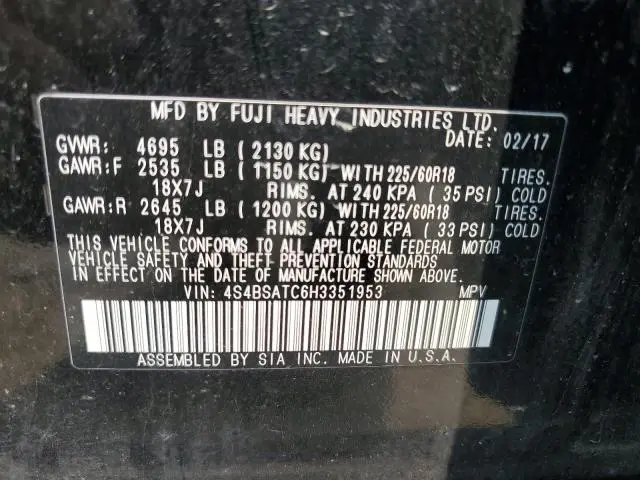 MFD BY FUJI HEAVY INDUSTRIES LTD.
DATE: 02/17
GVWR: 4695 LB ( 2130 KG)
GAWR:F 2535 LB ( 1150 KG) WITH 225/60R18 TIRES.
18X7J RIMS. AT 240 KPA ( 35 PSI) COLD
GAWR:R 2645 LB ( 1200 KG) WITH 225/60R18 TIRES.
18X7J RIMS. AT 230 KPA ( 33 PSI) COLD
THIS VEHICLE CONFORMS TO ALL APPLICABLE FEDERAL MOTOR
VEHICLE SAFETY AND THEFT PREVENTION STANDARDS
IN EFFECT ON THE DATE OF MANUFACTURE SHOWN ABOVE.
VIN: 4S4BSATC6H3351953 MPV
ASSEMBLED BY SIA INC. MADE IN U.S.A.